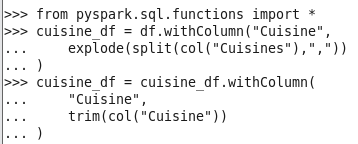 >>> from pyspark.sql.functions import *
>>> cuisine_df = df.withColumn("Cuisine",
...     explode(split(col("Cuisines"),","))
... )
>>> cuisine_df = cuisine_df.withColumn(
...     "Cuisine",
...     trim(col("Cuisine"))
... )